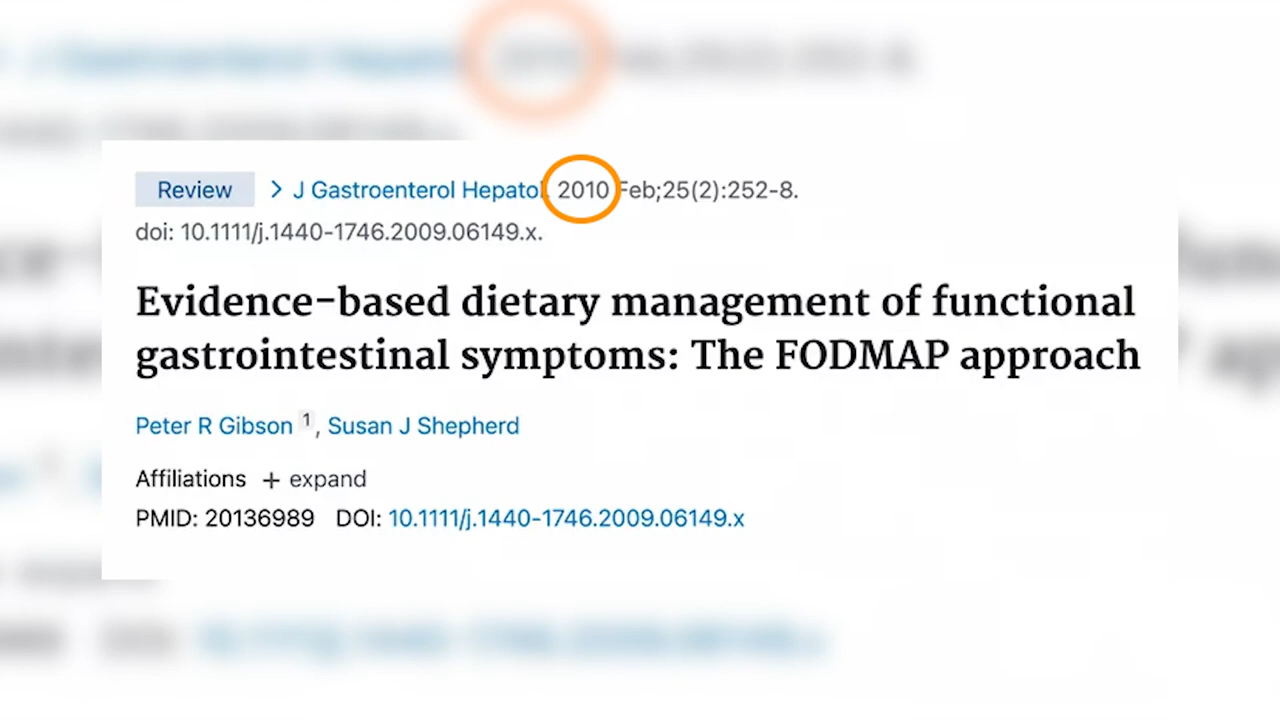 Review > J Gastroenterol Hepatol. 2010 Feb;25(2):252-8.
doi: 10.1111/j.1440-1746.2009.06149.x.
Evidence-based dietary management of functional
gastrointestinal symptoms: The FODMAP approach
Peter R Gibson 1, Susan J Shepherd
Affiliations + expand
PMID: 20136989 DOI: 10.1111/j.1440-1746.2009.06149.x